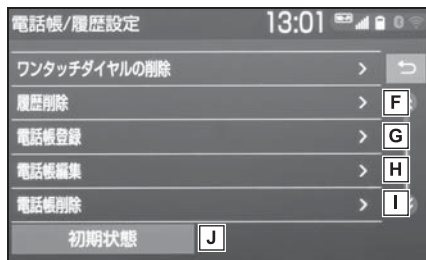 電話帳/履歴設定 13:01
ワンタッチダイヤルの削除
履歴削除 F
電話帳登録 G
電話帳編集 H
電話帳削除 I
初期状態 J